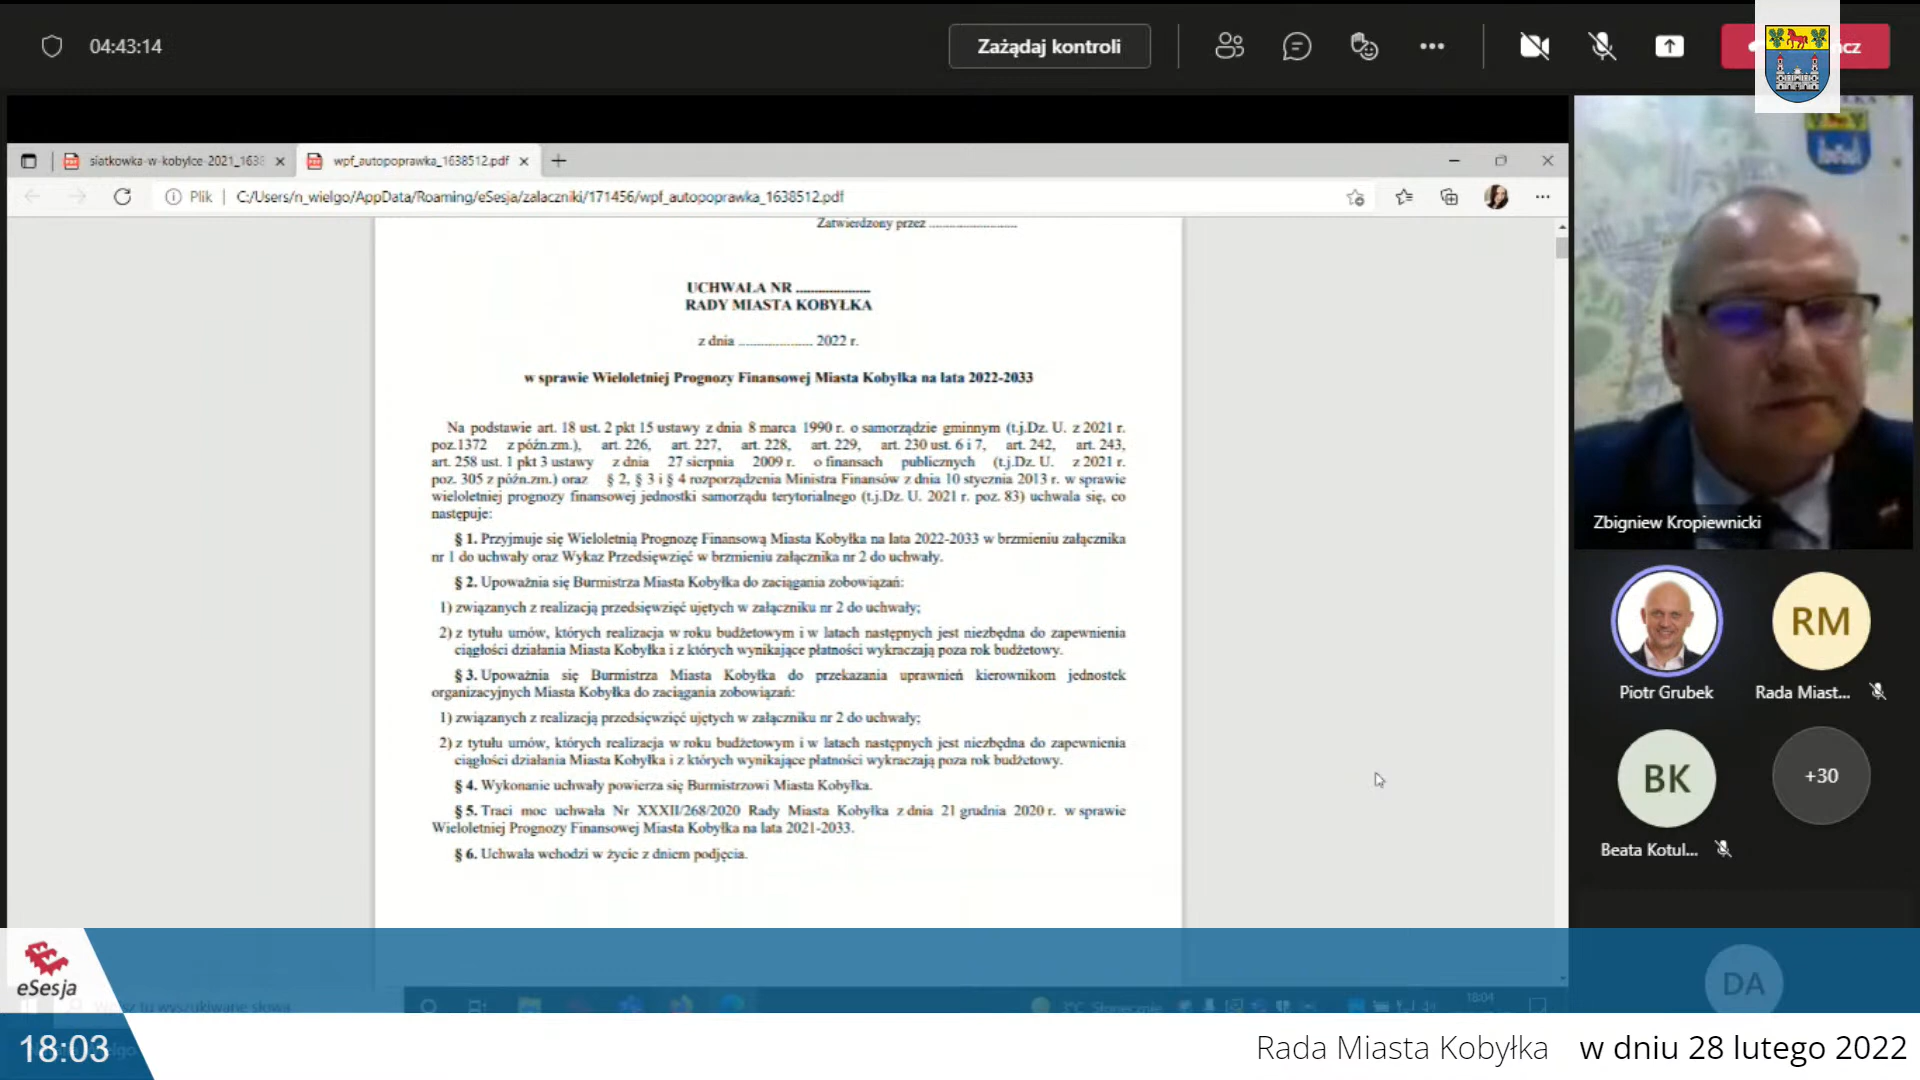 04:43:14
Zażądaj kontroli
siatkowka-w-kobylce-2021_1638
wpf_autopoprawka_1638512.pdf
Plik
C:/Users/n_wielgo/AppData/Roaming/eSesja/zalaczniki/171456/wpf_autopoprawka_1638512.pdf
Zatwierdzony przez ............................
UCHWAŁA NR ....................
RADY MIASTA KOBYŁKA
z dnia .................... 2022 r.
w sprawie Wieloletniej Prognozy Finansowej Miasta Kobyłka na lata 2022-2033
Na podstawie art. 18 ust. 2 pkt 15 ustawy z dnia 8 marca 1990 r. o samorządzie gminnym (t.j.Dz. U. z 2021 r.
poz.1372 z późn.zm.), art. 226, art. 227, art. 228, art. 229, art. 230 ust. 6 i 7, art. 242, art. 243,
art. 258 ust. 1 pkt 3 ustawy z dnia 27 sierpnia 2009 r. o finansach publicznych (t.j.Dz. U. z 2021 r.
poz. 305 z późn.zm.) oraz § 2, § 3 i § 4 rozporządzenia Ministra Finansów z dnia 10 stycznia 2013 r. w sprawie
wieloletniej prognozy finansowej jednostki samorządu terytorialnego (t.j.Dz. U. 2021 r. poz. 83) uchwala się, co
następuje:
§ 1. Przyjmuje się Wieloletnią Prognozę Finansową Miasta Kobyłka na lata 2022-2033 w brzmieniu załącznika
nr 1 do uchwały oraz Wykaz Przedsięwzięć w brzmieniu załącznika nr 2 do uchwały.
§ 2. Upoważnia się Burmistrza Miasta Kobyłka do zaciągania zobowiązań:
1) związanych z realizacją przedsięwzięć ujętych w załączniku nr 2 do uchwały;
2) z tytułu umów, których realizacja w roku budżetowym i w latach następnych jest niezbędna do zapewnienia
ciągłości działania Miasta Kobyłka i z których wynikające płatności wykraczają poza rok budżetowy.
§ 3. Upoważnia się Burmistrza Miasta Kobyłka do przekazania uprawnień kierownikom jednostek
organizacyjnych Miasta Kobyłka do zaciągania zobowiązań:
1) związanych z realizacją przedsięwzięć ujętych w załączniku nr 2 do uchwały;
2) z tytułu umów, których realizacja w roku budżetowym i w latach następnych jest niezbędna do zapewnienia
ciągłości działania Miasta Kobyłka i z których wynikające płatności wykraczają poza rok budżetowy.
§ 4. Wykonanie uchwały powierza się Burmistrzowi Miasta Kobyłka.
§ 5. Traci moc uchwała Nr XXXII/268/2020 Rady Miasta Kobyłka z dnia 21 grudnia 2020 r. w sprawie
Wieloletniej Prognozy Finansowej Miasta Kobyłka na lata 2021-2033.
§ 6. Uchwała wchodzi w życie z dniem podjęcia.
Zbigniew Kropiewnicki
RM
Piotr Grubek
Rada Miast...
BK
+30
Beata Kotul...
DA
eSesja
18:04
18:03
Rada Miasta Kobyłka w dniu 28 lutego 2022